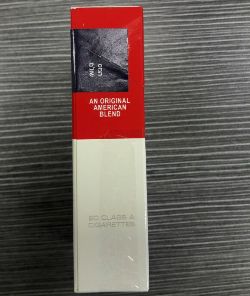 AN ORIGINAL
AMERICAN
BLEND
20 CLASS A
CIGARETTES